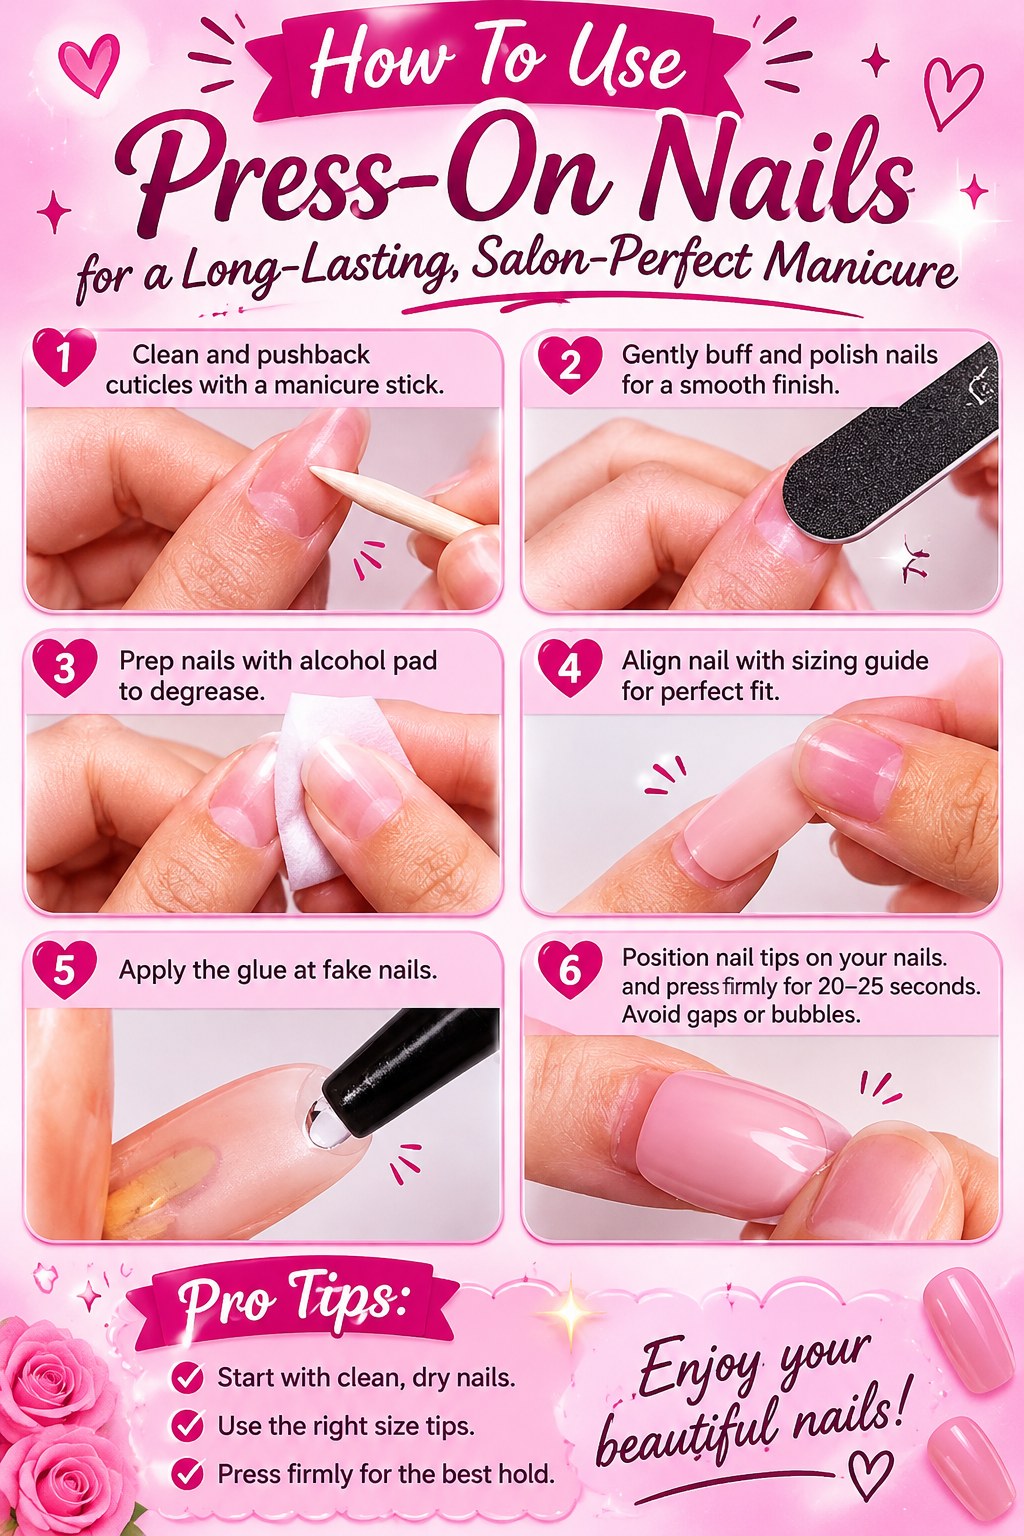 How To Use
Press-On Nails
for a Long-Lasting, Salon-Perfect Manicure
1
Clean and pushback
cuticles with a manicure stick.
2
Gently buff and polish nails
for a smooth finish.
3
Prep nails with alcohol pad
to degrease.
4
Align nail with sizing guide
for perfect fit.
5
Apply the glue at fake nails.
6
Position nail tips on your nails.
and press firmly for 20–25 seconds.
Avoid gaps or bubbles.
Pro Tips:
Start with clean, dry nails.
Use the right size tips.
Press firmly for the best hold.
Enjoy your
beautiful nails!